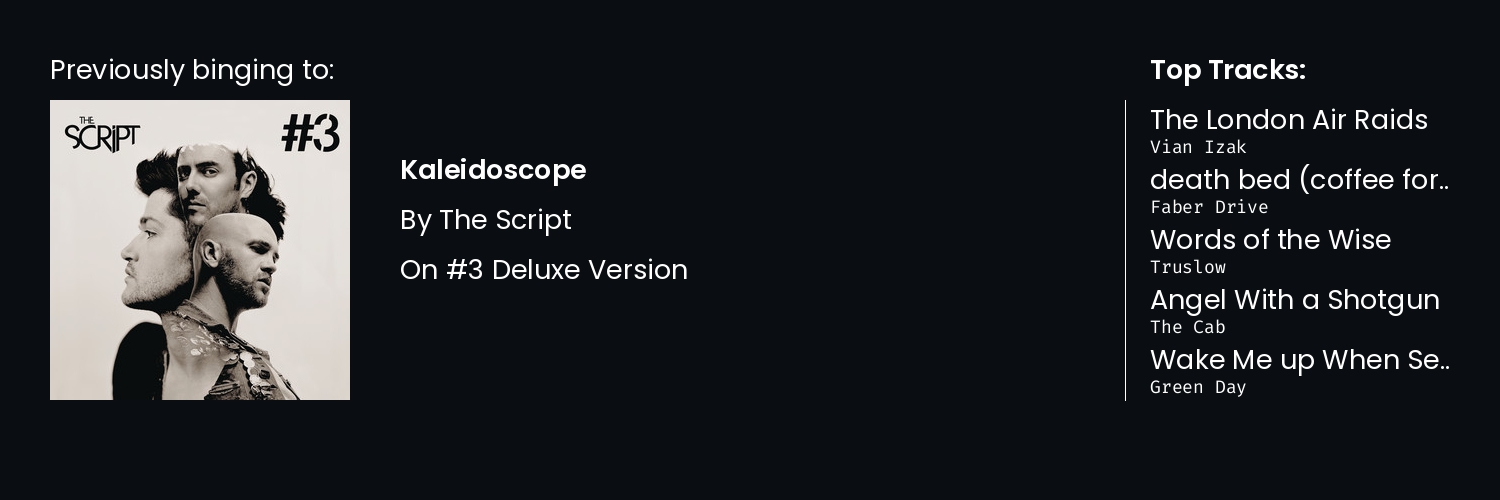 Previously binging to:
THE
SCRIPT
#3
Kaleidoscope
By The Script
On #3 Deluxe Version
Top Tracks:
The London Air Raids
Vian Izak
death bed (coffee for..
Faber Drive
Words of the Wise
Truslow
Angel With a Shotgun
The Cab
Wake Me up When Se..
Green Day